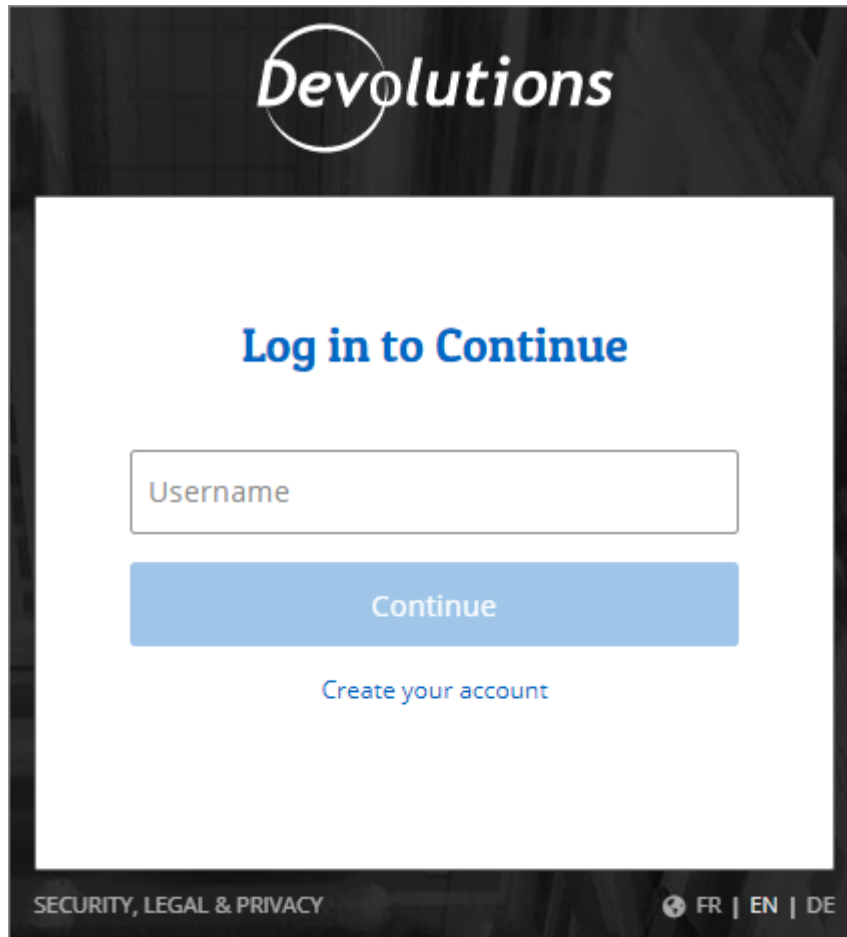 Devolutions
Log in to Continue
Username
Continue
Create your account
SECURITY, LEGAL & PRIVACY FR | EN | DE